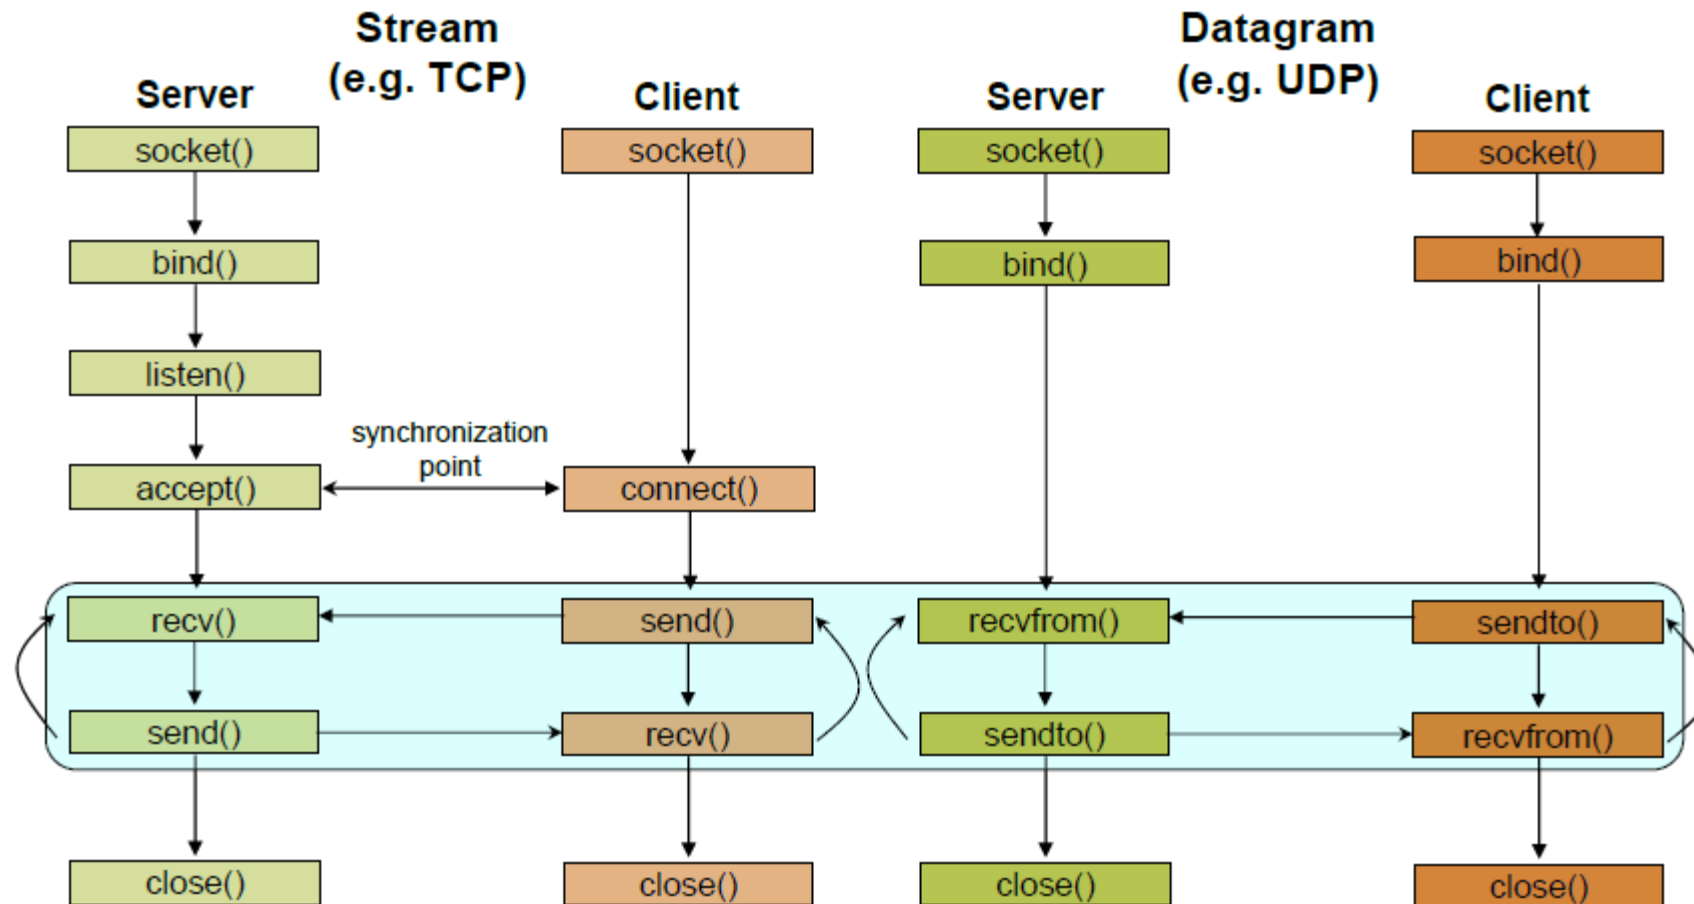 Stream
(e.g. TCP)
Datagram
(e.g. UDP)
Server
Client
Server
Client
socket()
socket()
socket()
socket()
bind()
bind()
bind()
listen()
synchronization
point
accept()
connect()
recv()
send()
recvfrom()
sendto()
send()
recv()
sendto()
recvfrom()
close()
close()
close()
close()